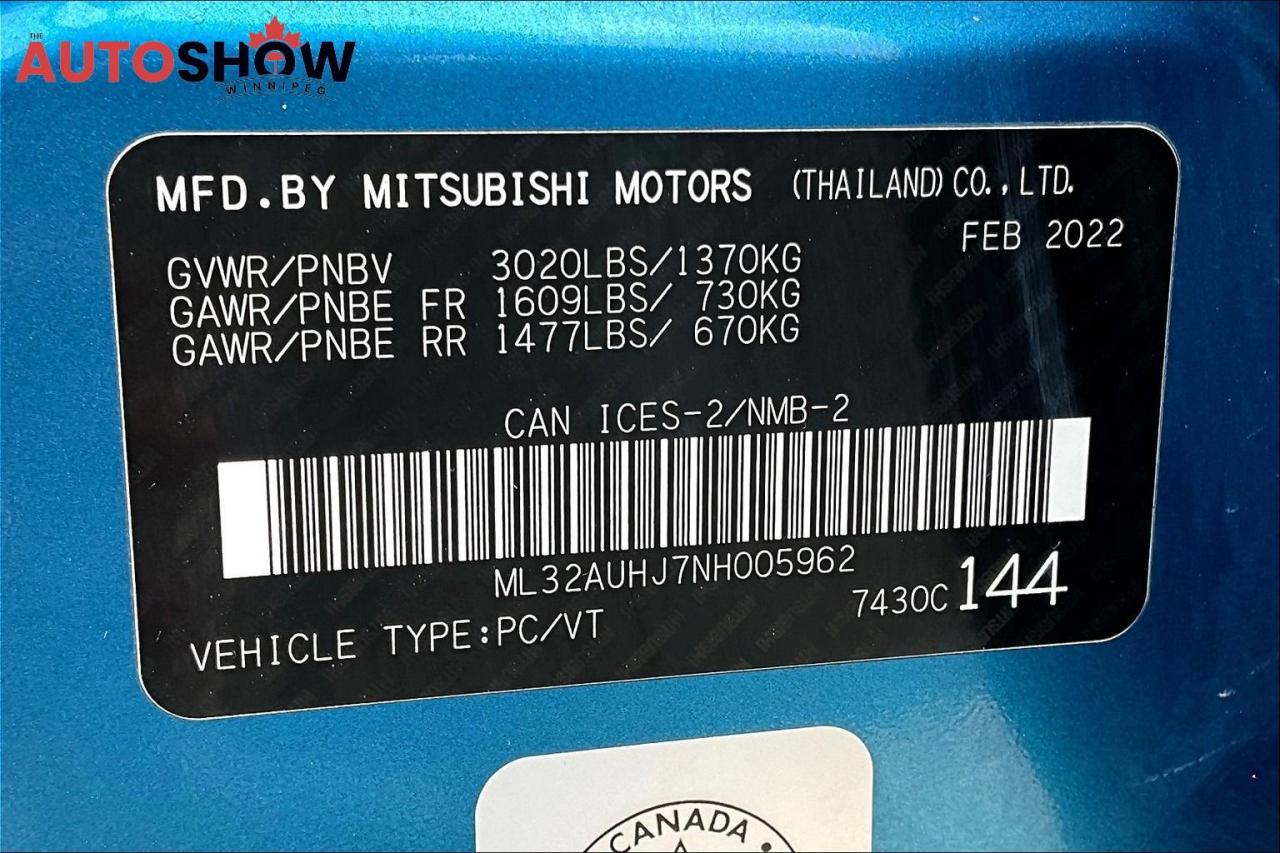 THE
AUTOSHOW
WINNIPEG
MFD.BY MITSUBISHI MOTORS (THAILAND) CO.,LTD.
FEB 2022
GVWR/PNBV 3020LBS/1370KG
GAWR/PNBE FR 1609LBS/ 730KG
GAWR/PNBE RR 1477LBS/ 670KG
CAN ICES-2/NMB-2
ML32AUHJ7NH005962
7430C 144
VEHICLE TYPE:PC/VT
CANADA